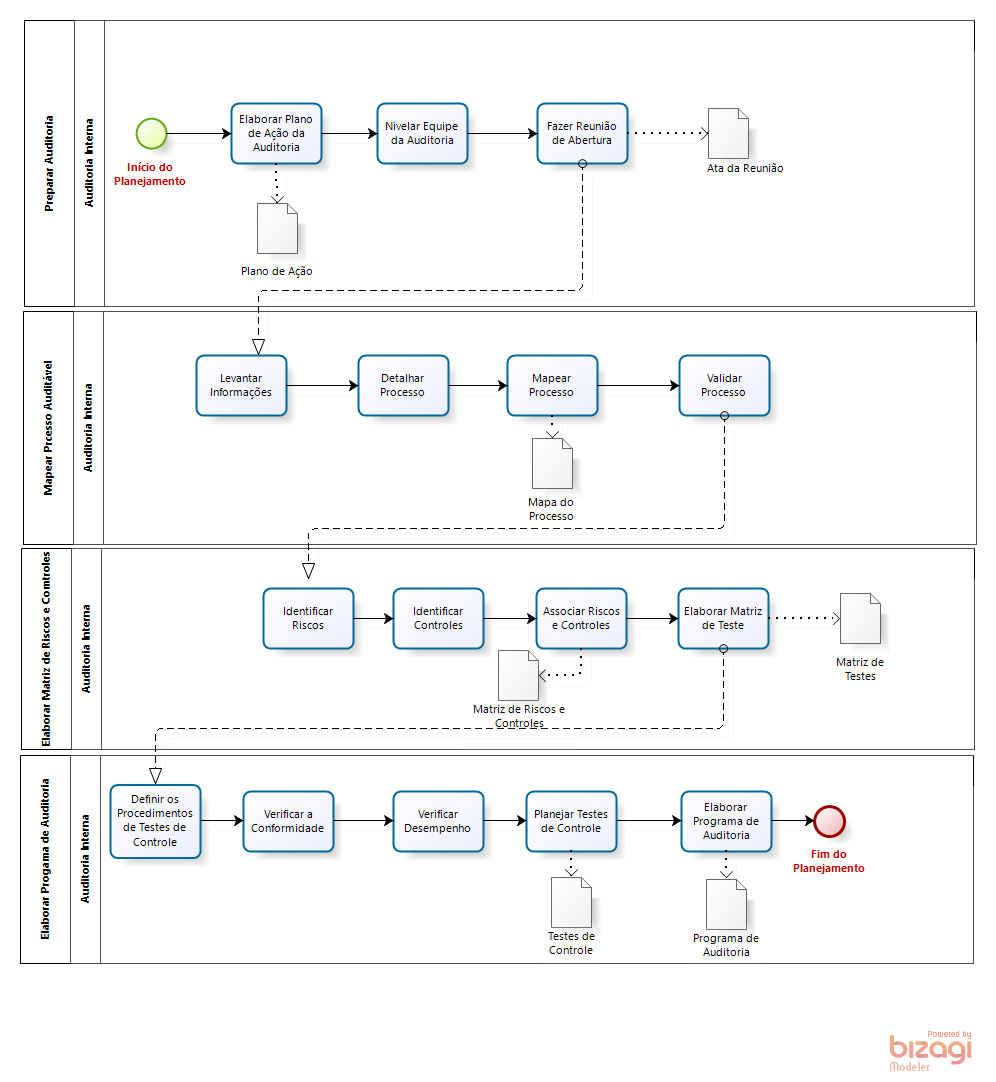 Preparar Auditoria
Auditoria Interna
Início do
Planejamento
Elaborar Plano
de Ação da
Auditoria
Nivelar Equipe
da Auditoria
Fazer Reunião
de Abertura
Ata da Reunião
Plano de Ação
Mapear Prcesso Auditável
Auditoria Interna
Levantar
Informações
Detalhar
Processo
Mapear
Processo
Validar
Processo
Mapa do
Processo
Elaborar Matriz de Riscos e Controles
Auditoria Interna
Identificar
Riscos
Identificar
Controles
Associar Riscos
e Controles
Elaborar Matriz
de Teste
Matriz de
Testes
Matriz de Riscos e
Controles
Elaborar Progama de Auditoria
Auditoria Interna
Definir os
Procedimentos
de Testes de
Controle
Verificar a
Conformidade
Verificar
Desempenho
Planejar Testes
de Controle
Elaborar
Programa de
Auditoria
Fim do
Planejamento
Testes de
Controle
Programa de
Auditoria
Powered by
bizagi
Modeler